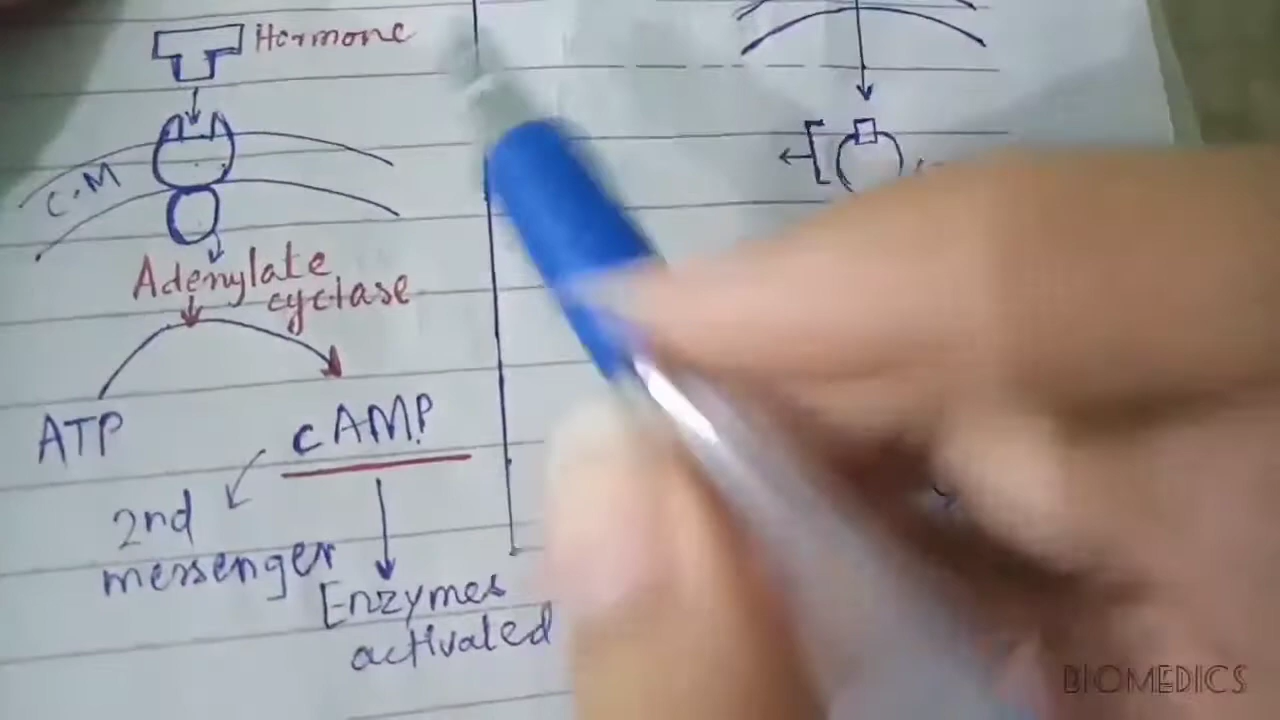 Hormone
C.M
Adenylate
cyclase
ATP
cAMP
2nd
messenger
Enzymes
activated
BIOMEDICS